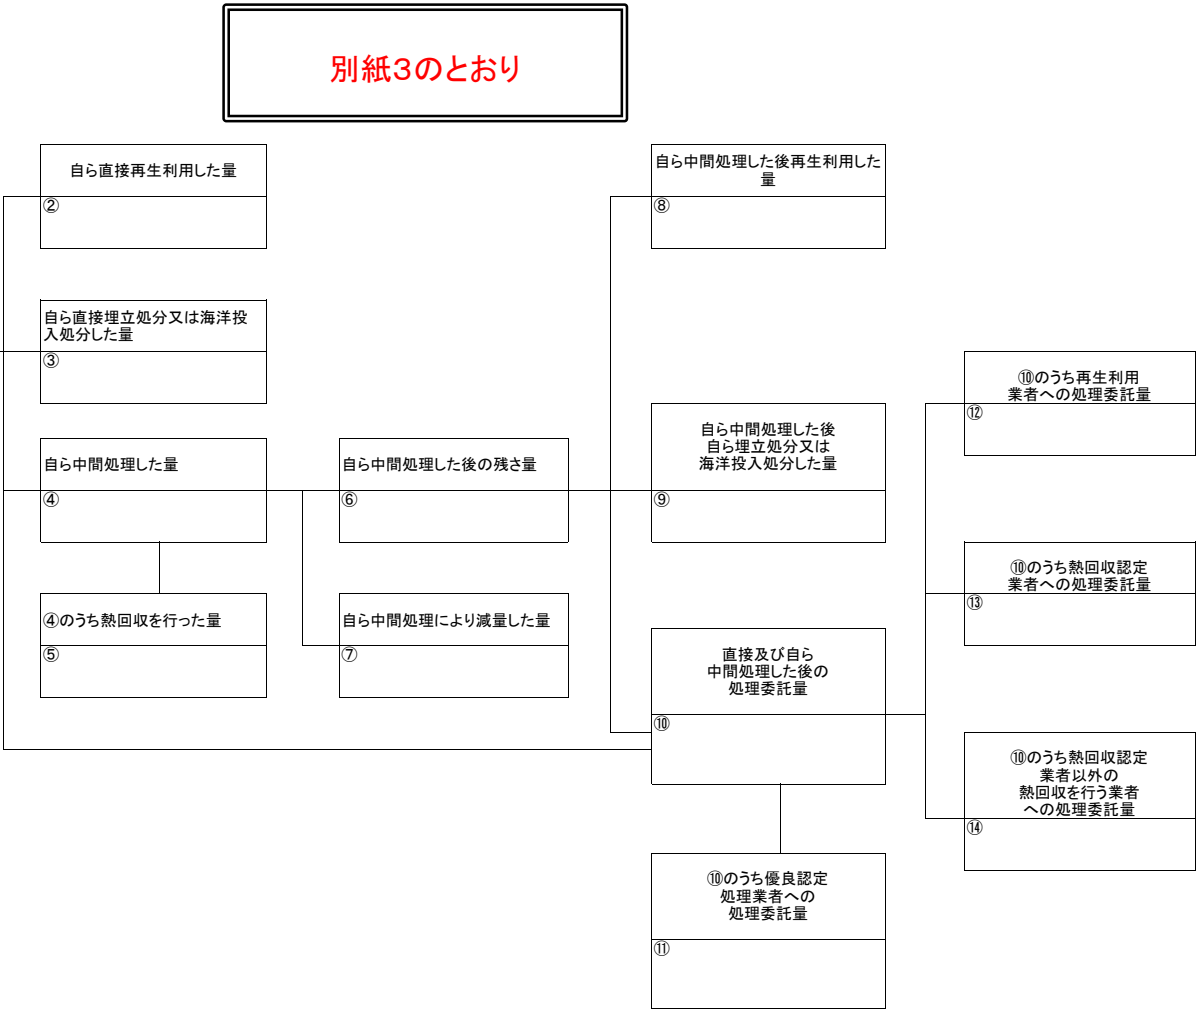 別紙３のとおり
自ら直接再生利用した量
②
自ら中間処理した後再生利用した
量
⑧
自ら直接埋立処分又は海洋投
入処分した量
③
⑩のうち再生利用
業者への処理委託量
⑫
自ら中間処理した量
④
自ら中間処理した後の残さ量
⑥
自ら中間処理した後
自ら埋立処分又は
海洋投入処分した量
⑨
⑩のうち熱回収認定
業者への処理委託量
⑬
④のうち熱回収を行った量
⑤
自ら中間処理により減量した量
⑦
直接及び自ら
中間処理した後の
処理委託量
⑩
⑩のうち熱回収認定
業者以外の
熱回収を行う業者
への処理委託量
⑭
⑩のうち優良認定
処理業者への
処理委託量
⑪